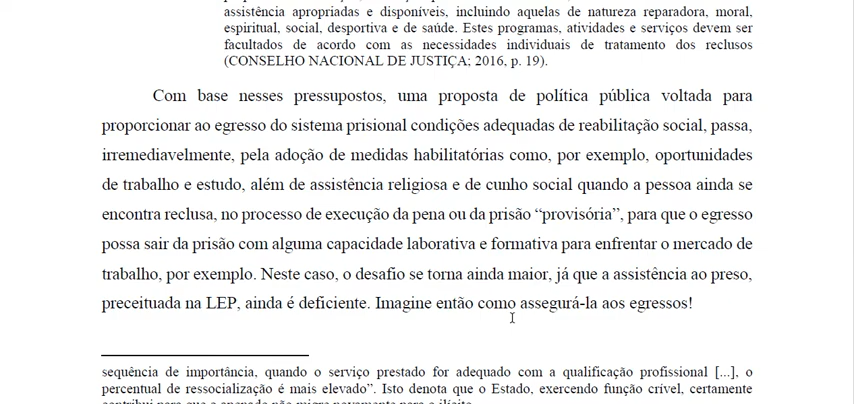 assistência apropriadas e disponíveis, incluindo aquelas de natureza reparadora, moral,
espiritual, social, desportiva e de saúde. Estes programas, atividades e serviços devem ser
facultados de acordo com as necessidades individuais de tratamento dos reclusos
(CONSELHO NACIONAL DE JUSTIÇA; 2016, p. 19).
Com base nesses pressupostos, uma proposta de política pública voltada para
proporcionar ao egresso do sistema prisional condições adequadas de reabilitação social, passa,
irremediavelmente, pela adoção de medidas habilitatórias como, por exemplo, oportunidades
de trabalho e estudo, além de assistência religiosa e de cunho social quando a pessoa ainda se
encontra reclusa, no processo de execução da pena ou da prisão “provisória”, para que o egresso
possa sair da prisão com alguma capacidade laborativa e formativa para enfrentar o mercado de
trabalho, por exemplo. Neste caso, o desafio se torna ainda maior, já que a assistência ao preso,
preceituada na LEP, ainda é deficiente. Imagine então como assegurá-la aos egressos!
sequência de importância, quando o serviço prestado for adequado com a qualificação profissional [...], o
percentual de ressocialização é mais elevado”. Isto denota que o Estado, exercendo função crível, certamente